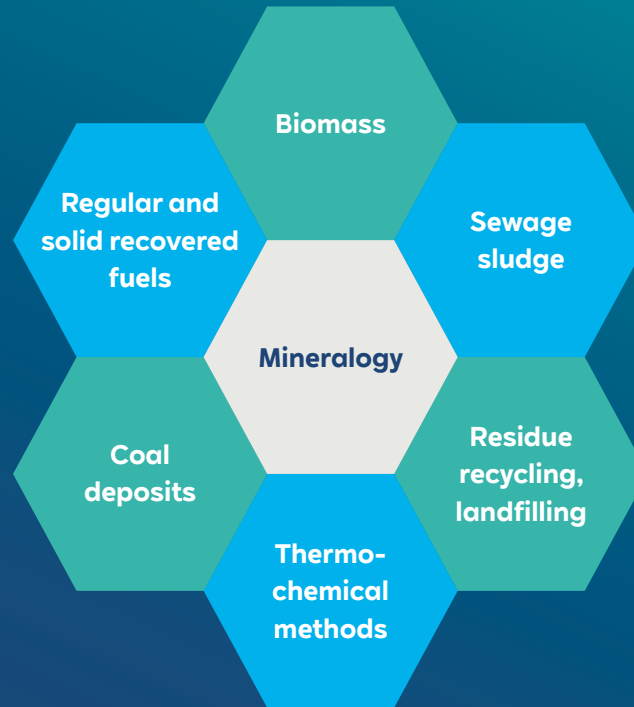 Biomass
Regular and
solid recovered
fuels
Sewage
sludge
Mineralogy
Coal
deposits
Residue
recycling,
landfilling
Thermo-
chemical
methods